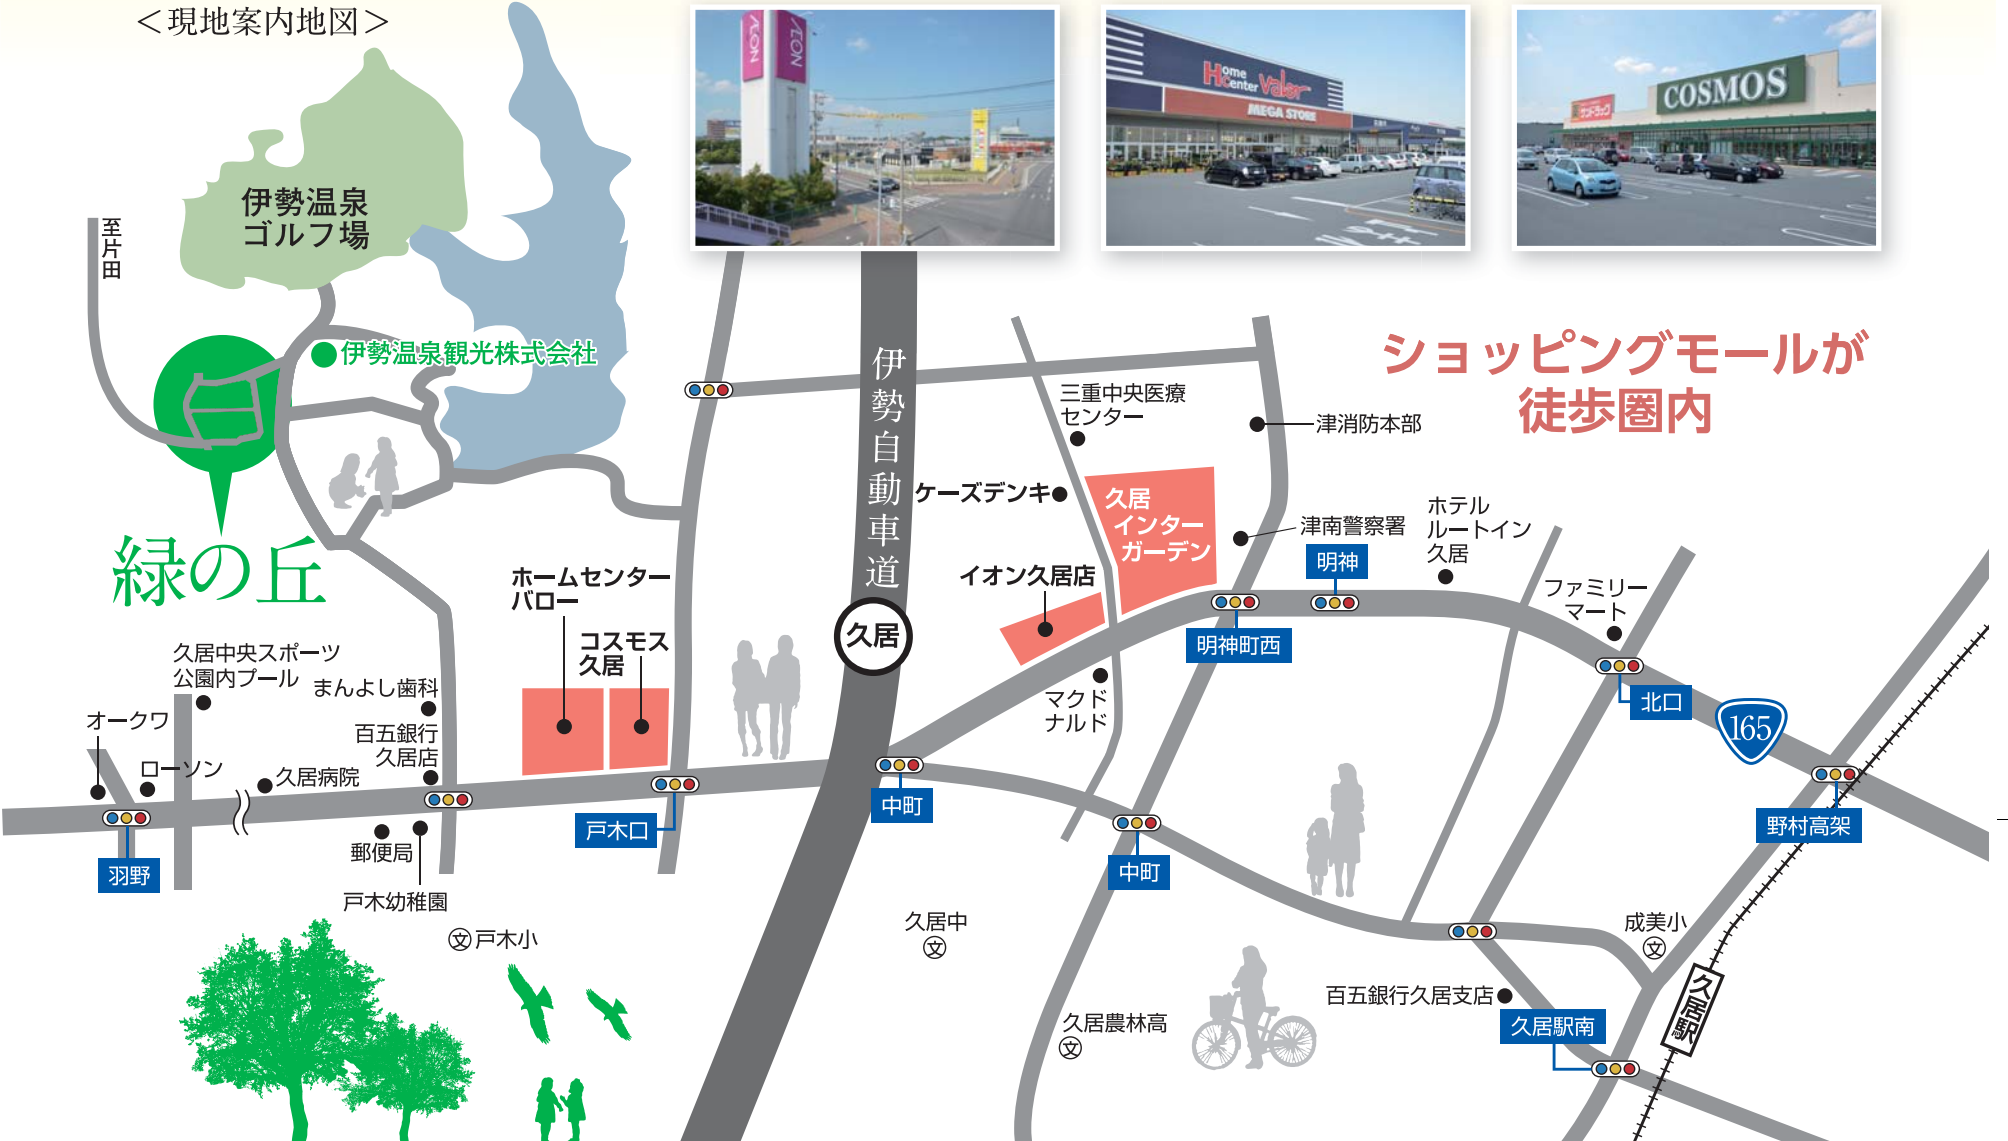 ＜現地案内地図＞
ÆON
ÆON
Home
Center Valor
MEGA STORE
サンドラッグ
COSMOS
伊勢温泉
ゴルフ場
至片田
伊勢温泉観光株式会社
緑の丘
ショッピングモールが
徒歩圏内
伊勢自動車道
久居
三重中央医療
センター
津消防本部
ケーズデンキ
久居
インター
ガーデン
津南警察署
明神
ホテル
ルートイン
久居
イオン久居店
ファミリー
マート
明神町西
北口
165
マクド
ナルド
ホームセンター
バロー
コスモス
久居
久居中央スポーツ
公園内プール
まんよし歯科
オークワ
ローソン
久居病院
百五銀行
久居店
羽野
郵便局
戸木幼稚園
戸木口
中町
中町
野村高架
文戸木小
久居中
文
成美小
文
百五銀行久居支店
久居駅南
久居駅
久居農林高
文